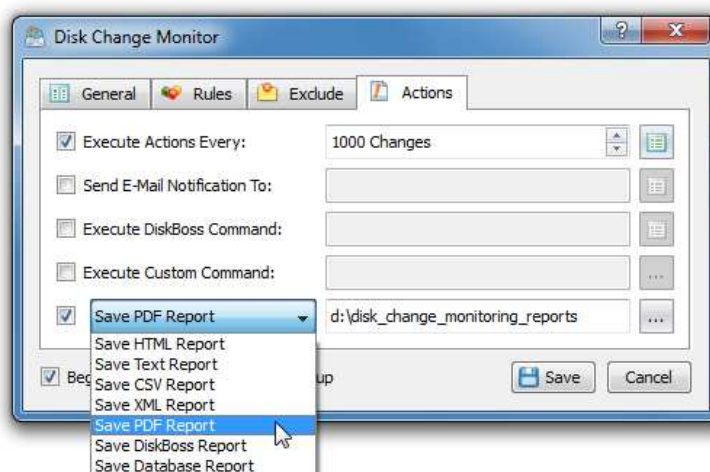 Disk Change Monitor
General Rules Exclude Actions
Execute Actions Every: 1000 Changes
Send E-Mail Notification To:
Execute DiskBoss Command:
Execute Custom Command: ...
Save PDF Report d:\disk_change_monitoring_reports ...
Save HTML Report
Save Text Report
Save CSV Report
Save XML Report
Save PDF Report
Save DiskBoss Report
Save Database Report
Beg up Save Cancel